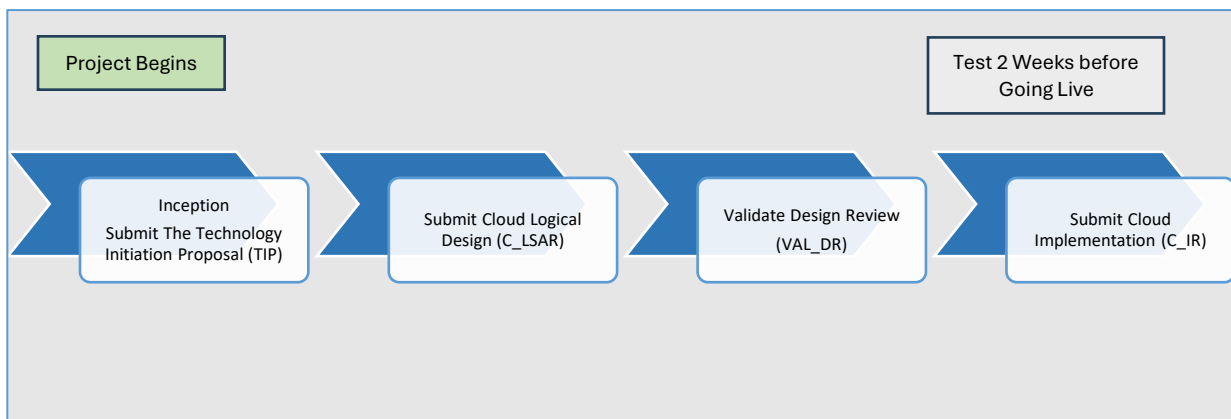 Project Begins
Test 2 Weeks before
Going Live
Inception
Submit The Technology
Initiation Proposal (TIP)
Submit Cloud Logical
Design (C_LSAR)
Validate Design Review
(VAL_DR)
Submit Cloud
Implementation (C_IR)